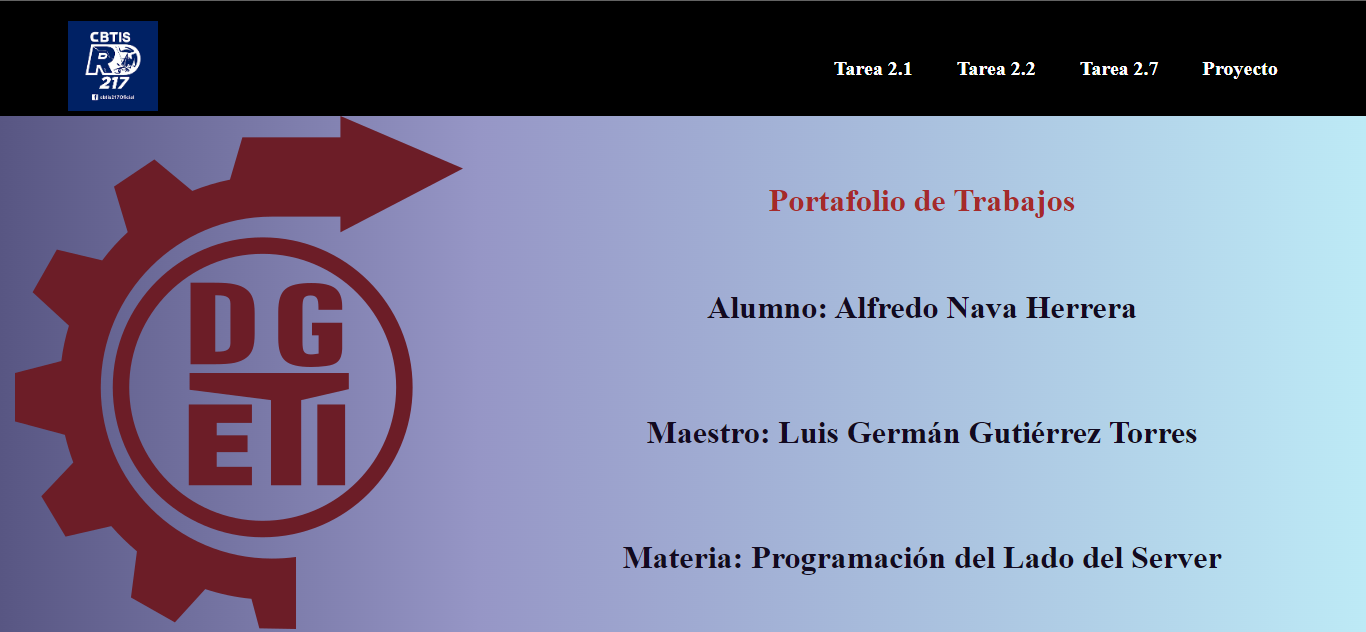 CBTIS
RD
217
cbtis217Oficial
Tarea 2.1 Tarea 2.2 Tarea 2.7 Proyecto
DG
ETI
Portafolio de Trabajos
Alumno: Alfredo Nava Herrera
Maestro: Luis Germán Gutiérrez Torres
Materia: Programación del Lado del Server